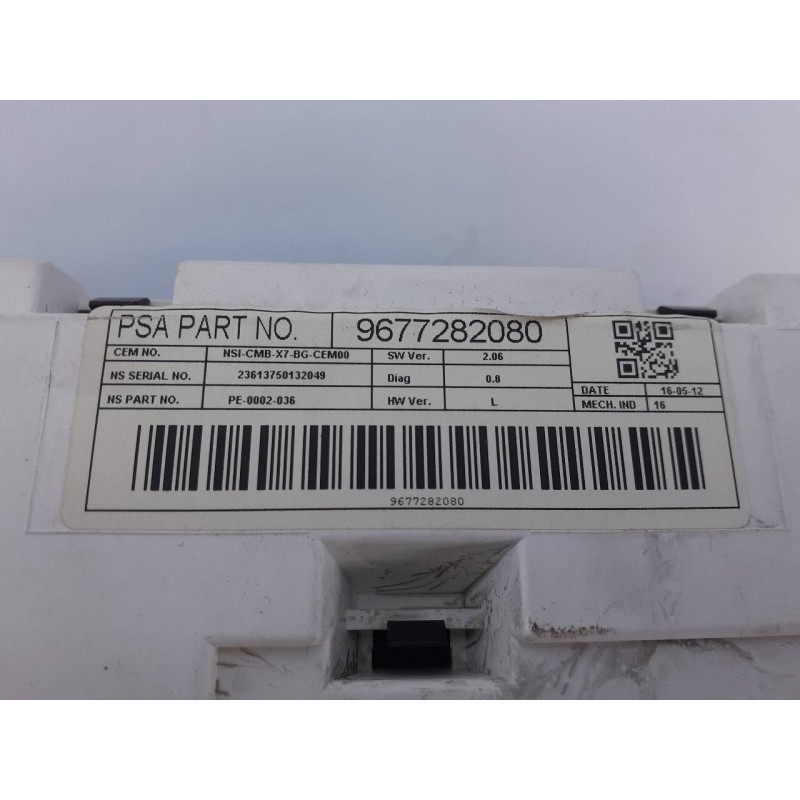 PSA PART NO. 9677282080
CEM NO. NSI-CMB-X7-BG-CEM00 SW Ver. 2.06
NS SERIAL NO. 23613750132049 Diag 0.8
DATE 16-05-12
NS PART NO. PE-0002-036 HW Ver. L
MECH. IND 16
9677282080